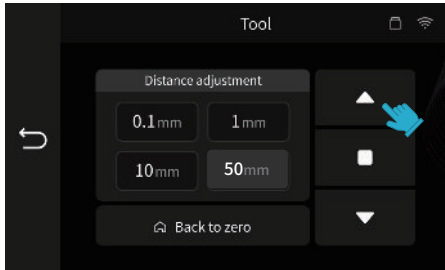 Tool
Distance adjustment
0.1mm 1mm
10mm 50mm
Back to zero